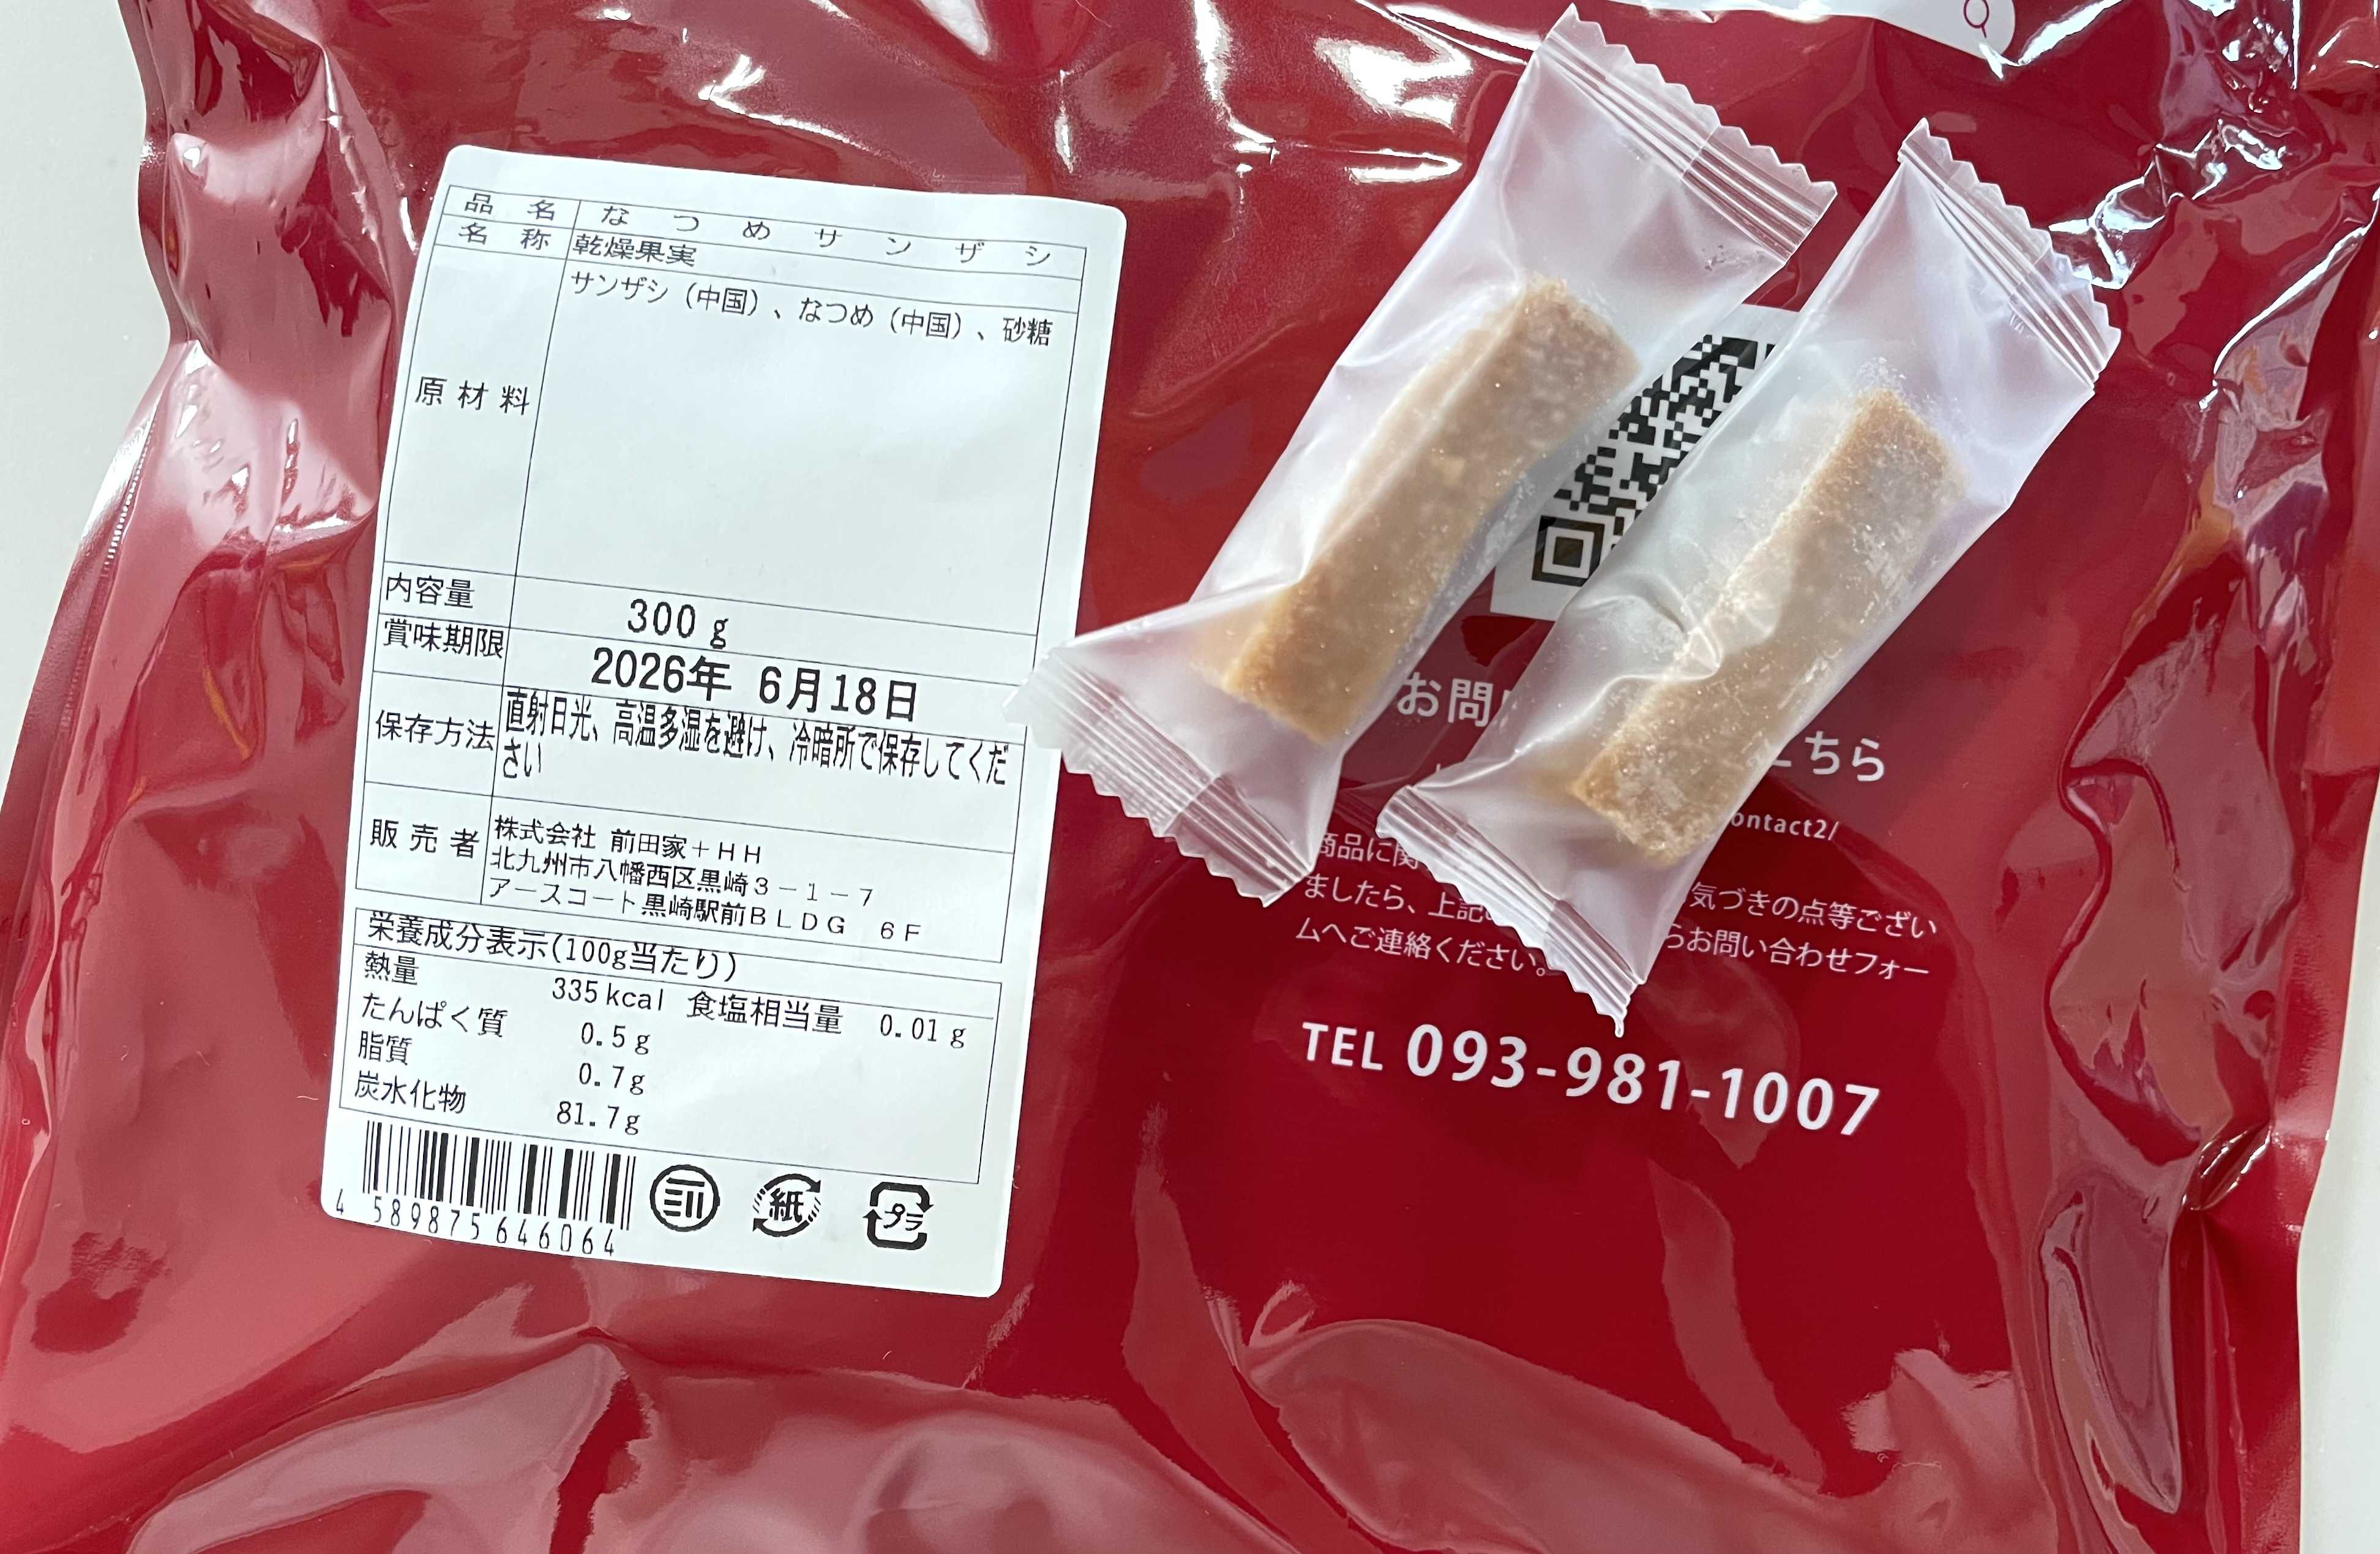 品名 なつめサンザシ
名称 乾燥果実
原材料 サンザシ（中国）、なつめ（中国）、砂糖
内容量 300g
賞味期限 2026年 6月18日
保存方法 直射日光、高温多湿を避け、冷暗所で保存してくだ
さい
販売者 株式会社 前田家＋ＨＨ
北九州市八幡西区黒崎３－１－７
アースコート黒崎駅前ＢＬＤＧ ６Ｆ
栄養成分表示(100g当たり)
熱量 335kcal 食塩相当量 0.01g
たんぱく質 0.5g
脂質 0.7g
炭水化物 81.7g
4 589875 646064
紙
プラ
お問 こちら
ontact2/
商品に関 気づきの点等ござい
ましたら、上記 らお問い合わせフォー
ムへご連絡ください。
TEL 093-981-1007